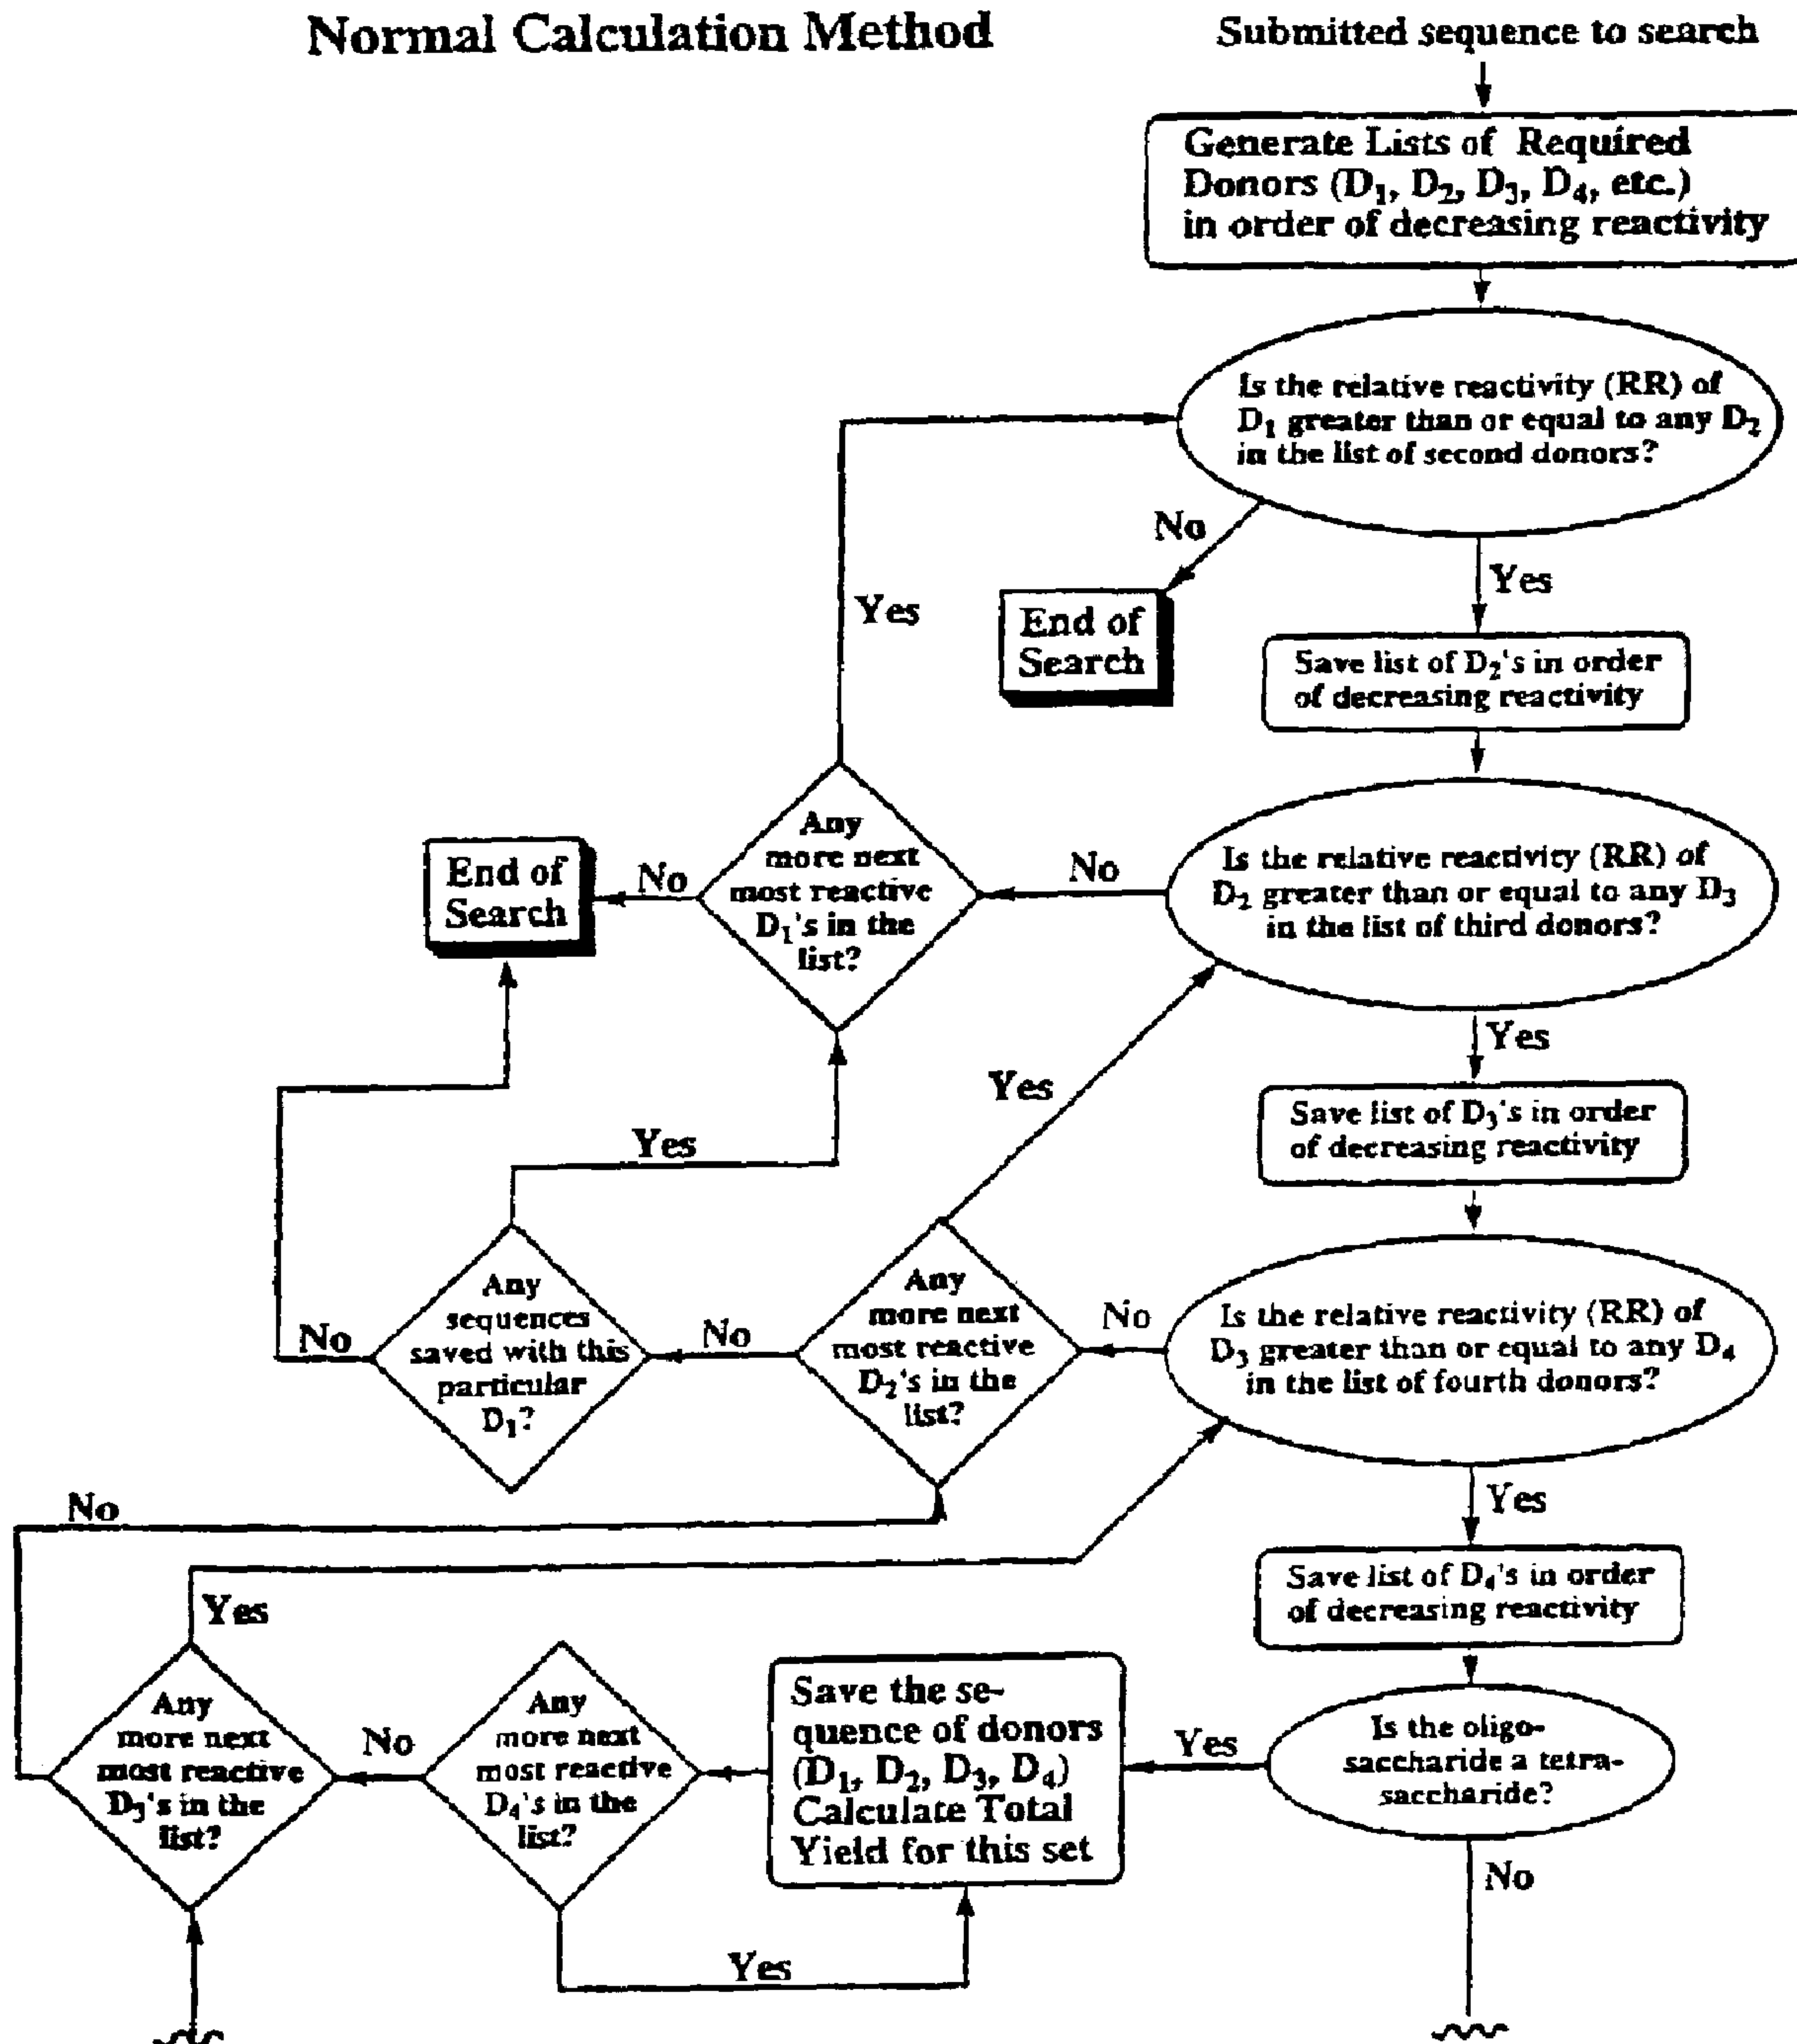 Normal Calculation Method
Submitted sequence to search
Generate Lists of Required
Donors (D₁, D₂, D₃, D₄, etc.)
in order of decreasing reactivity
Is the relative reactivity (RR) of
D₁ greater than or equal to any D₂
in the list of second donors?
No
Yes
End of
Search
Save list of D₂'s in order
of decreasing reactivity
Yes
Is the relative reactivity (RR) of
D₂ greater than or equal to any D₃
in the list of third donors?
No
Any
more next
most reactive
D₁'s in the
list?
No
End of
Search
Yes
Save list of D₃'s in order
of decreasing reactivity
Yes
Yes
Is the relative reactivity (RR) of
D₃ greater than or equal to any D₄
in the list of fourth donors?
No
Any
more next
most reactive
D₂'s in the
list?
No
Any
sequences
saved with this
particular
D₁?
No
Yes
Save list of D₄'s in order
of decreasing reactivity
No
Yes
Is the oligo-
saccharide a tetra-
saccharide?
Yes
Save the se-
quence of donors
(D₁, D₂, D₃, D₄)
Calculate Total
Yield for this set
Any
more next
most reactive
D₄'s in the
list?
No
Any
more next
most reactive
D₃'s in the
list?
Yes
No